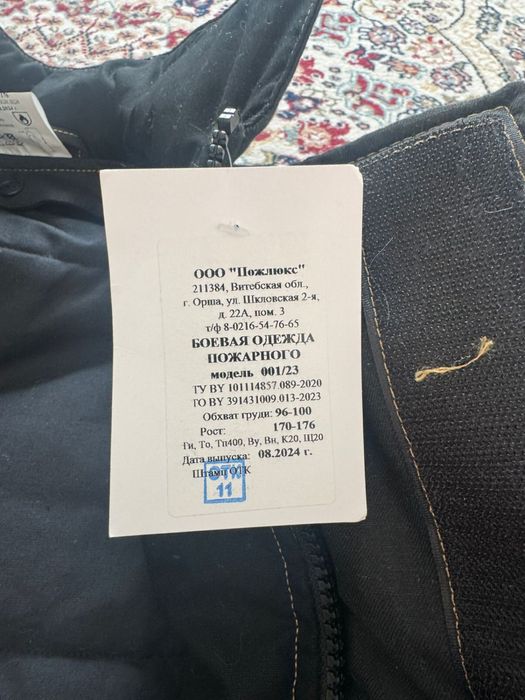 ООО "Пожлюкс"
211384, Витебская обл.,
г. Орша, ул. Шкловская 2-я,
д. 22А, пом. 3
т/ф 8-0216-54-76-65
БОЕВАЯ ОДЕЖДА
ПОЖАРНОГО
модель 001/23
ТУ BY 101114857.089-2020
ТО BY 391431009.013-2023
Обхват груди: 96-100
Рост: 170-176
Ти, То, Тп400, Ву, Вн, К20, Щ20
Дата выпуска: 08.2024 г.
Штамп ОТК
ОТК
11